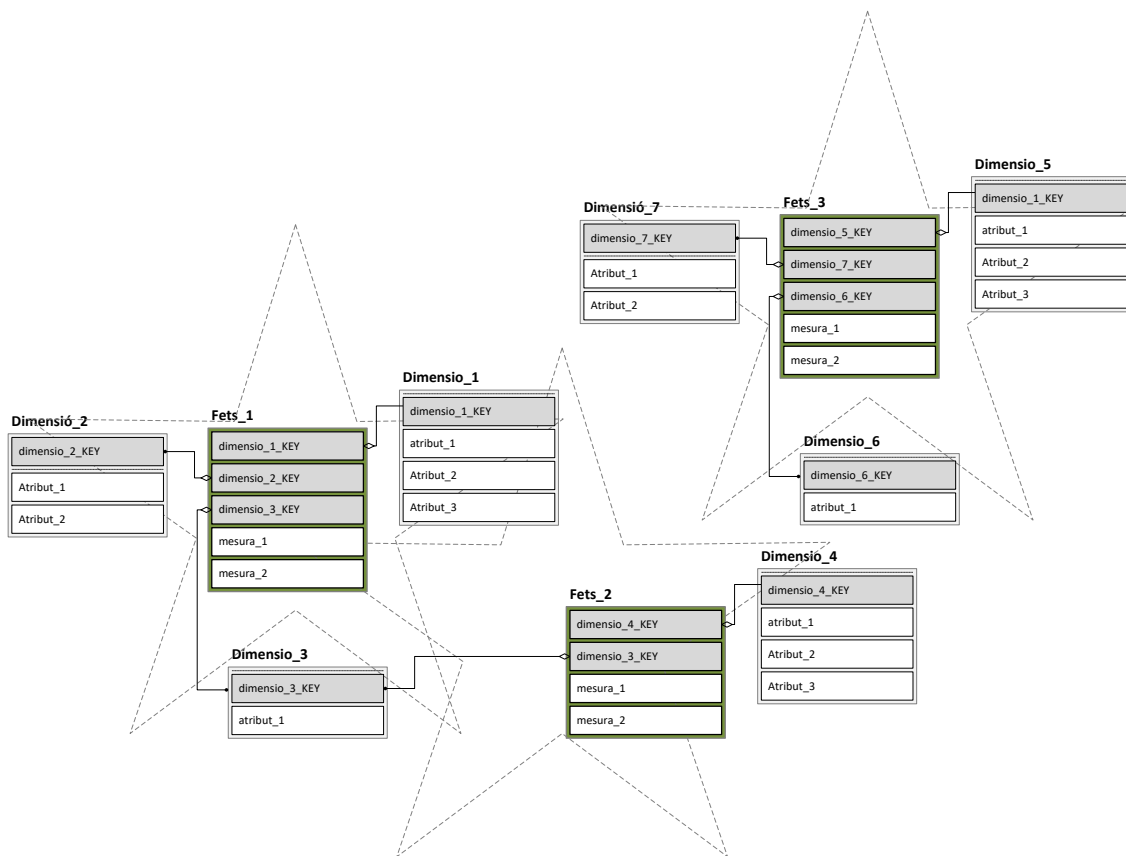 Dimensio_5
dimensio_1_KEY
atribut_1
Atribut_2
Atribut_3
Fets_3
dimensio_5_KEY
dimensio_7_KEY
dimensio_6_KEY
mesura_1
mesura_2
Dimensió_7
dimensio_7_KEY
Atribut_1
Atribut_2
Dimensio_6
dimensio_6_KEY
atribut_1
Dimensio_1
dimensio_1_KEY
atribut_1
Atribut_2
Atribut_3
Fets_1
dimensio_1_KEY
dimensio_2_KEY
dimensio_3_KEY
mesura_1
mesura_2
Dimensió_2
dimensio_2_KEY
Atribut_1
Atribut_2
Dimensio_3
dimensio_3_KEY
atribut_1
Fets_2
dimensio_4_KEY
dimensio_3_KEY
mesura_1
mesura_2
Dimensio_4
dimensio_4_KEY
atribut_1
Atribut_2
Atribut_3